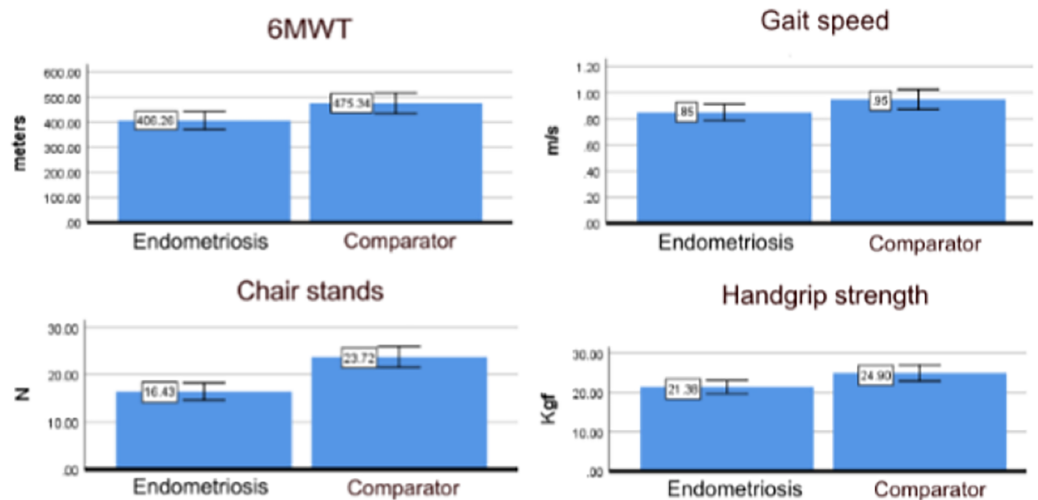 6MWT
600.00
500.00
400.00
300.00
200.00
100.00
.00
meters
406.26
475.34
Endometriosis
Comparator
Gait speed
1.20
1.00
.80
.60
.40
.20
.00
m/s
.85
.95
Endometriosis
Comparator
Chair stands
30.00
20.00
10.00
.00
N
16.43
23.72
Endometriosis
Comparator
Handgrip strength
30.00
20.00
10.00
.00
Kgf
21.36
24.90
Endometriosis
Comparator